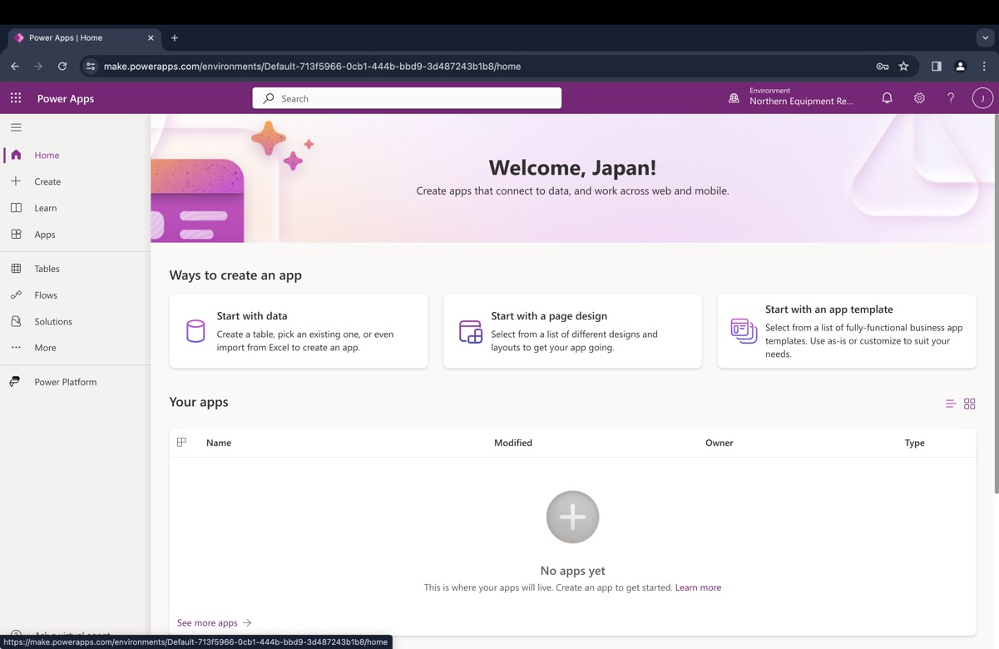 Power Apps | Home
make.powerapps.com/environments/Default-713f5966-0cb1-444b-bbd9-3d487243b1b8/home
Power Apps
Search
Environment
Northern Equipment Re...
J
Home
Create
Learn
Apps
Tables
Flows
Solutions
More
Power Platform
Welcome, Japan!
Create apps that connect to data, and work across web and mobile.
Ways to create an app
Start with data
Create a table, pick an existing one, or even
import from Excel to create an app.
Start with a page design
Select from a list of different designs and
layouts to get your app going.
Start with an app template
Select from a list of fully-functional business app
templates. Use as-is or customize to suit your
needs.
Your apps
Name Modified Owner Type
No apps yet
This is where your apps will live. Create an app to get started. Learn more
See more apps
Ask a virtual agent
https://make.powerapps.com/environments/Default-713f5966-0cb1-444b-bbd9-3d487243b1b8/home